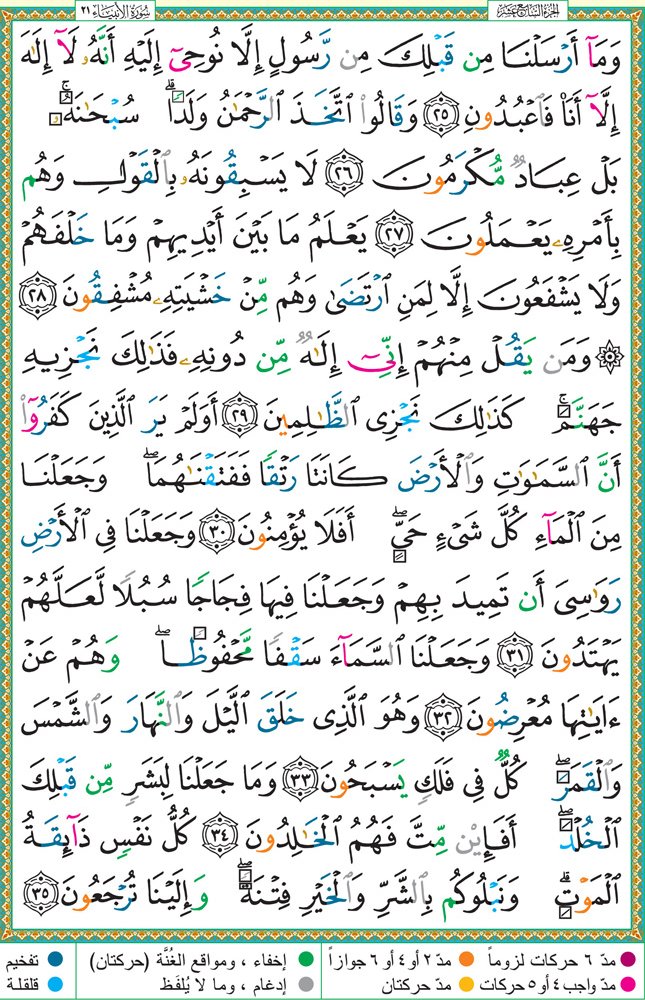 الجزء السابع عشر
سورة الأنبياء ٢١
وَمَآ أَرْسَلْنَا مِن قَبْلِكَ مِن رَّسُولٍ إِلَّا نُوحِىٓ إِلَيْهِ أَنَّهُۥ لَآ إِلَٰهَ
إِلَّآ أَنَا۠ فَٱعْبُدُونِ ٢٥ وَقَالُوا۟ ٱتَّخَذَ ٱلرَّحْمَٰنُ وَلَدًا ۗ سُبْحَٰنَهُۥ ۚ
بَلْ عِبَادٌ مُّكْرَمُونَ ٢٦ لَا يَسْبِقُونَهُۥ بِٱلْقَوْلِ وَهُم
بِأَمْرِهِۦ يَعْمَلُونَ ٢٧ يَعْلَمُ مَا بَيْنَ أَيْدِيهِمْ وَمَا خَلْفَهُمْ
وَلَا يَشْفَعُونَ إِلَّا لِمَنِ ٱرْتَضَىٰ وَهُم مِّنْ خَشْيَتِهِۦ مُشْفِقُونَ ٢٨
۞ وَمَن يَقُلْ مِنْهُمْ إِنِّىٓ إِلَٰهٌ مِّن دُونِهِۦ فَذَٰلِكَ نَجْزِيهِ
جَهَنَّمَ ۚ كَذَٰلِكَ نَجْزِى ٱلظَّٰلِمِينَ ٢٩ أَوَلَمْ يَرَ ٱلَّذِينَ كَفَرُوٓا۟
أَنَّ ٱلسَّمَٰوَٰتِ وَٱلْأَرْضَ كَانَتَا رَتْقًا فَفَتَقْنَٰهُمَا ۖ وَجَعَلْنَا
مِنَ ٱلْمَآءِ كُلَّ شَىْءٍ حَىٍّ ۖ أَفَلَا يُؤْمِنُونَ ٣٠ وَجَعَلْنَا فِى ٱلْأَرْضِ
رَوَٰسِىَ أَن تَمِيدَ بِهِمْ وَجَعَلْنَا فِيهَا فِجَاجًا سُبُلًا لَّعَلَّهُمْ
يَهْتَدُونَ ٣١ وَجَعَلْنَا ٱلسَّمَآءَ سَقْفًا مَّحْفُوظًا ۖ وَهُمْ عَنْ
ءَايَٰتِهَا مُعْرِضُونَ ٣٢ وَهُوَ ٱلَّذِى خَلَقَ ٱلَّيْلَ وَٱلنَّهَارَ وَٱلشَّمْسَ
وَٱلْقَمَرَ ۖ كُلٌّ فِى فَلَكٍ يَسْبَحُونَ ٣٣ وَمَا جَعَلْنَا لِبَشَرٍ مِّن قَبْلِكَ
ٱلْخُلْدَ ۖ أَفَإِي۟ن مِّتَّ فَهُمُ ٱلْخَٰلِدُونَ ٣٤ كُلُّ نَفْسٍ ذَآئِقَةُ
ٱلْمَوْتِ ۗ وَنَبْلُوكُم بِٱلشَّرِّ وَٱلْخَيْرِ فِتْنَةً ۖ وَإِلَيْنَا تُرْجَعُونَ ٣٥
مدّ ٦ حركات لزوماً مدّ ٢ أو ٤ أو ٦ جوازاً إخفاء ، ومواقع الغُنَّة (حركتان) تفخيم
مدّ واجب ٤ أو ٥ حركات مدّ حركتان إدغام ، وما لا يُلفَظ قلقلة